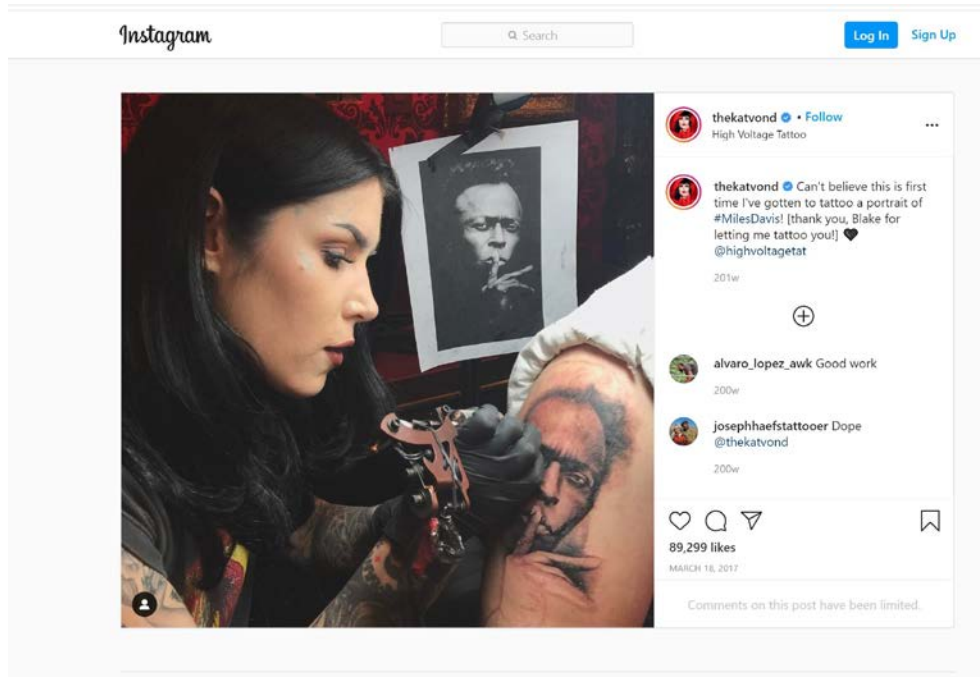 Instagram
Search
Log In
Sign Up
thekatvond • Follow
High Voltage Tattoo
thekatvond Can't believe this is first
time I've gotten to tattoo a portrait of
#MilesDavis! [thank you, Blake for
letting me tattoo you!] 🖤
@highvoltagetat
201w
alvaro_lopez_awk Good work
200w
josephhaefstattooer Dope
@thekatvond
200w
89,299 likes
MARCH 18, 2017
Comments on this post have been limited.